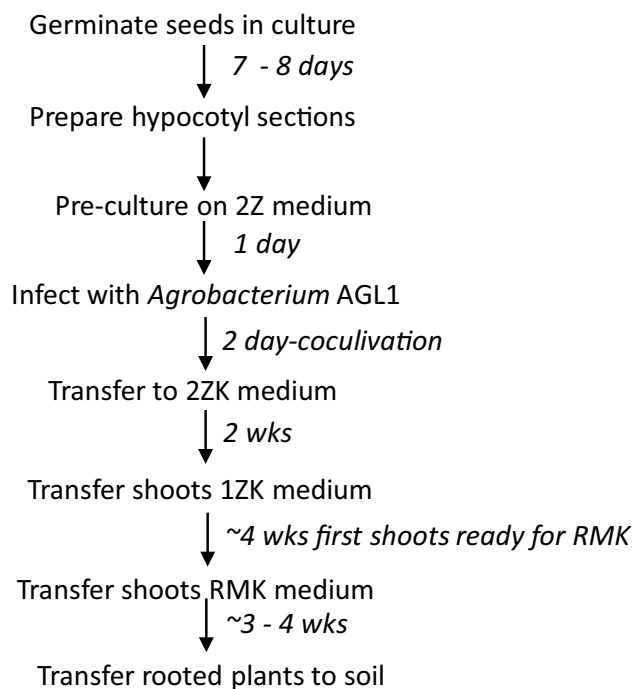 Germinate seeds in culture
7 - 8 days
Prepare hypocotyl sections
Pre-culture on 2Z medium
1 day
Infect with Agrobacterium AGL1
2 day-coculivation
Transfer to 2ZK medium
2 wks
Transfer shoots 1ZK medium
~4 wks first shoots ready for RMK
Transfer shoots RMK medium
~3 - 4 wks
Transfer rooted plants to soil